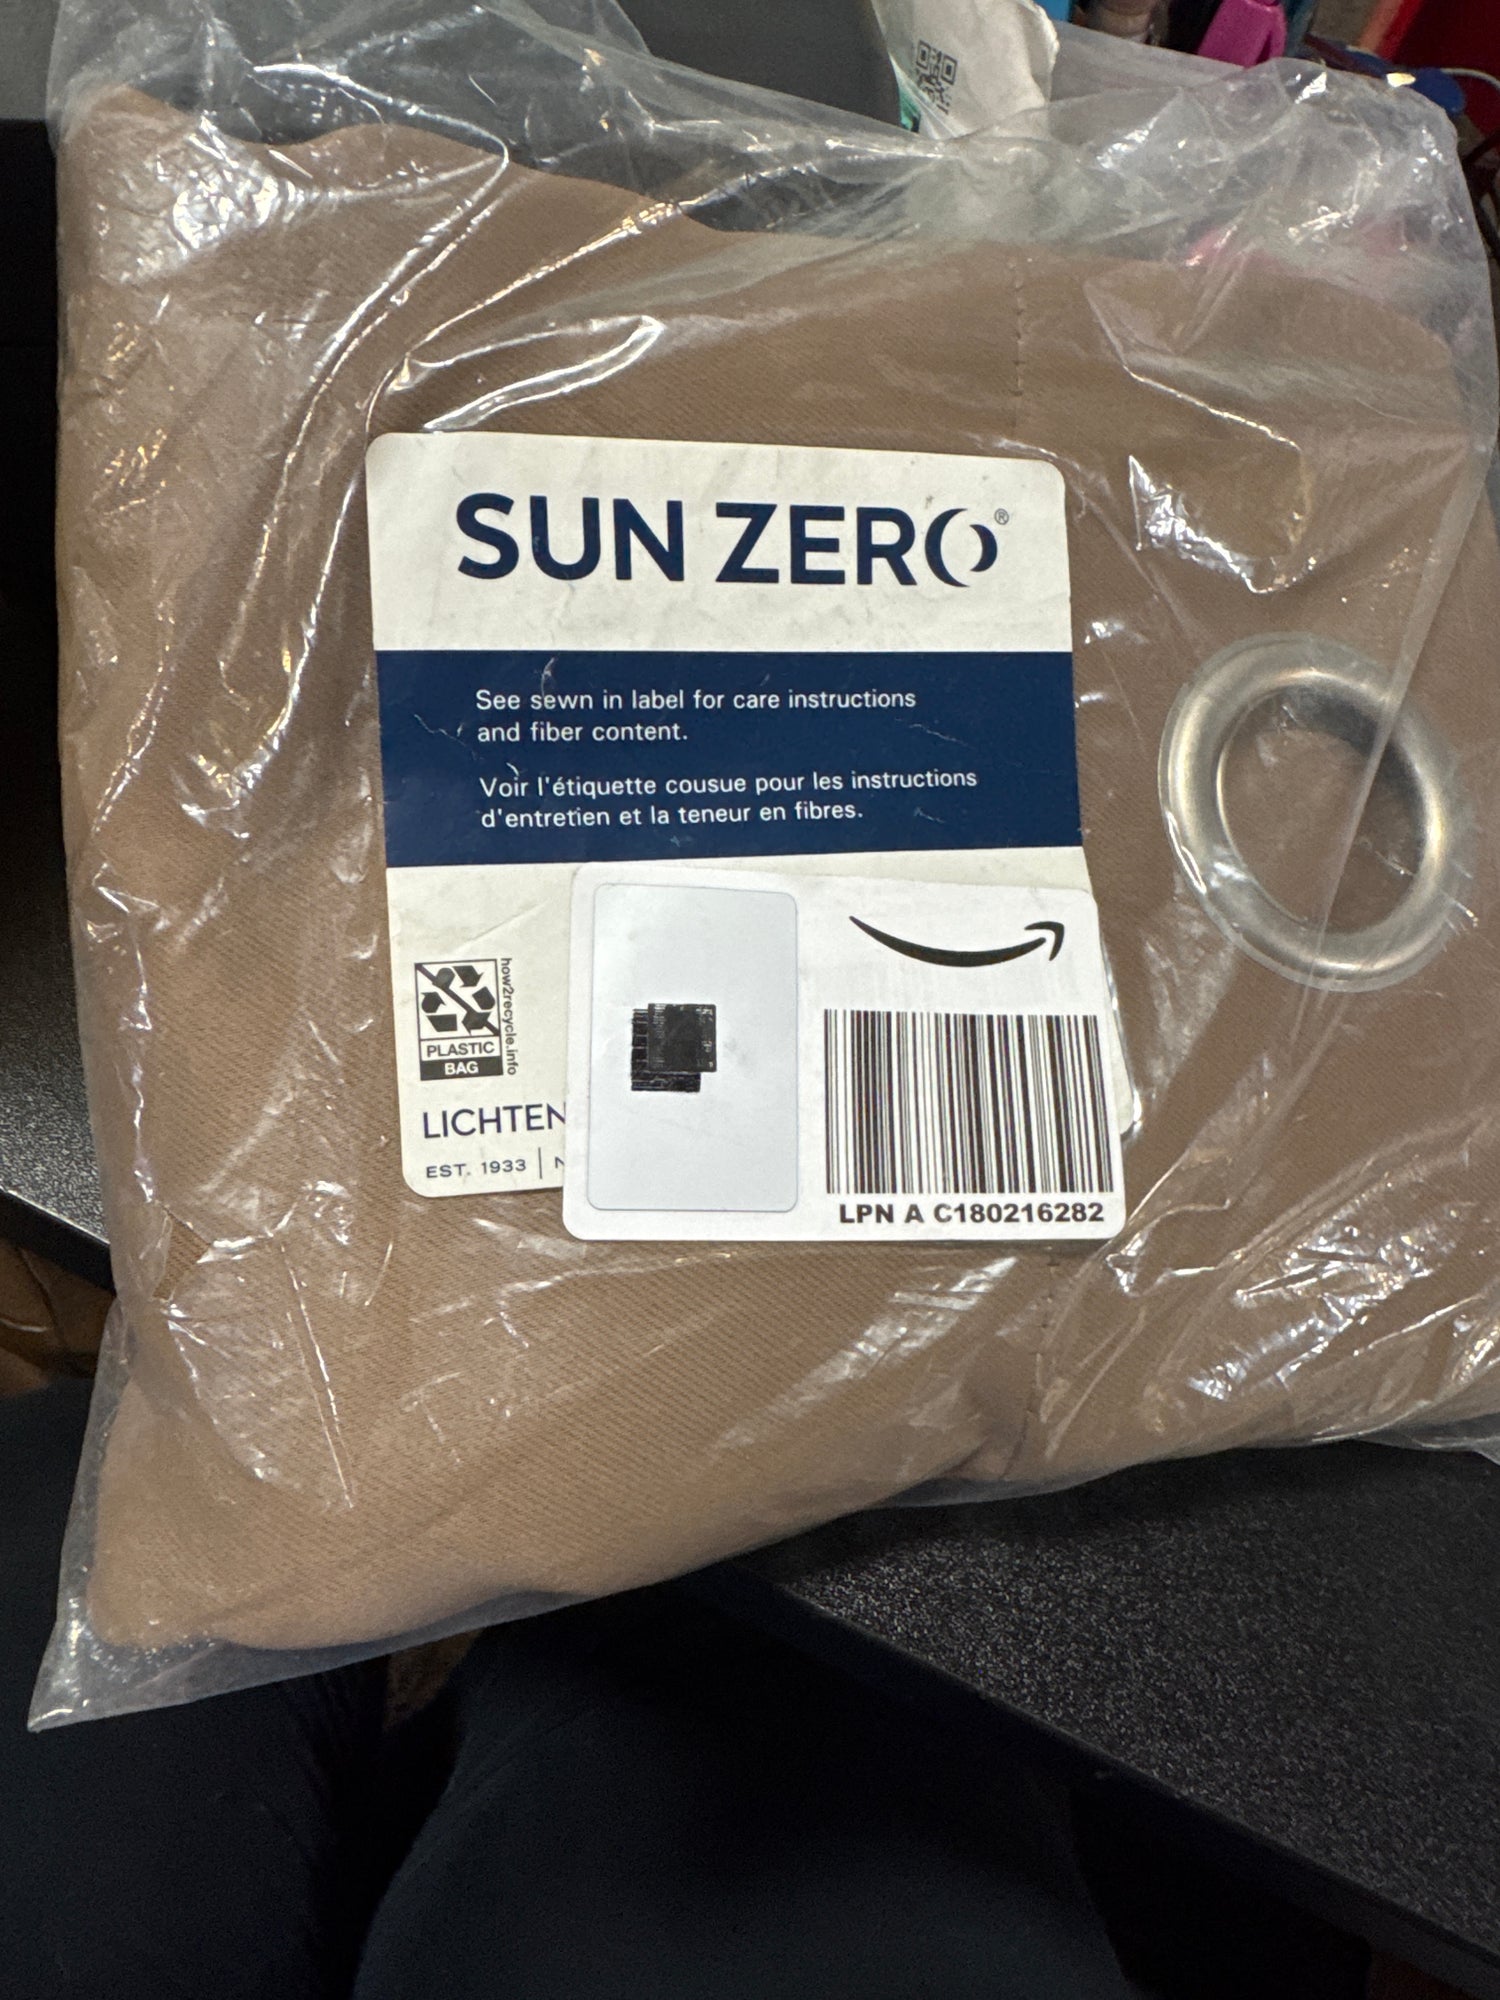 SUN ZERO®
See sewn in label for care instructions
and fiber content.
Voir l'étiquette cousue pour les instructions
d'entretien et la teneur en fibres.
how2recycle.info
PLASTIC
BAG
LICHTEN
EST. 1933 |
LPN A C180216282